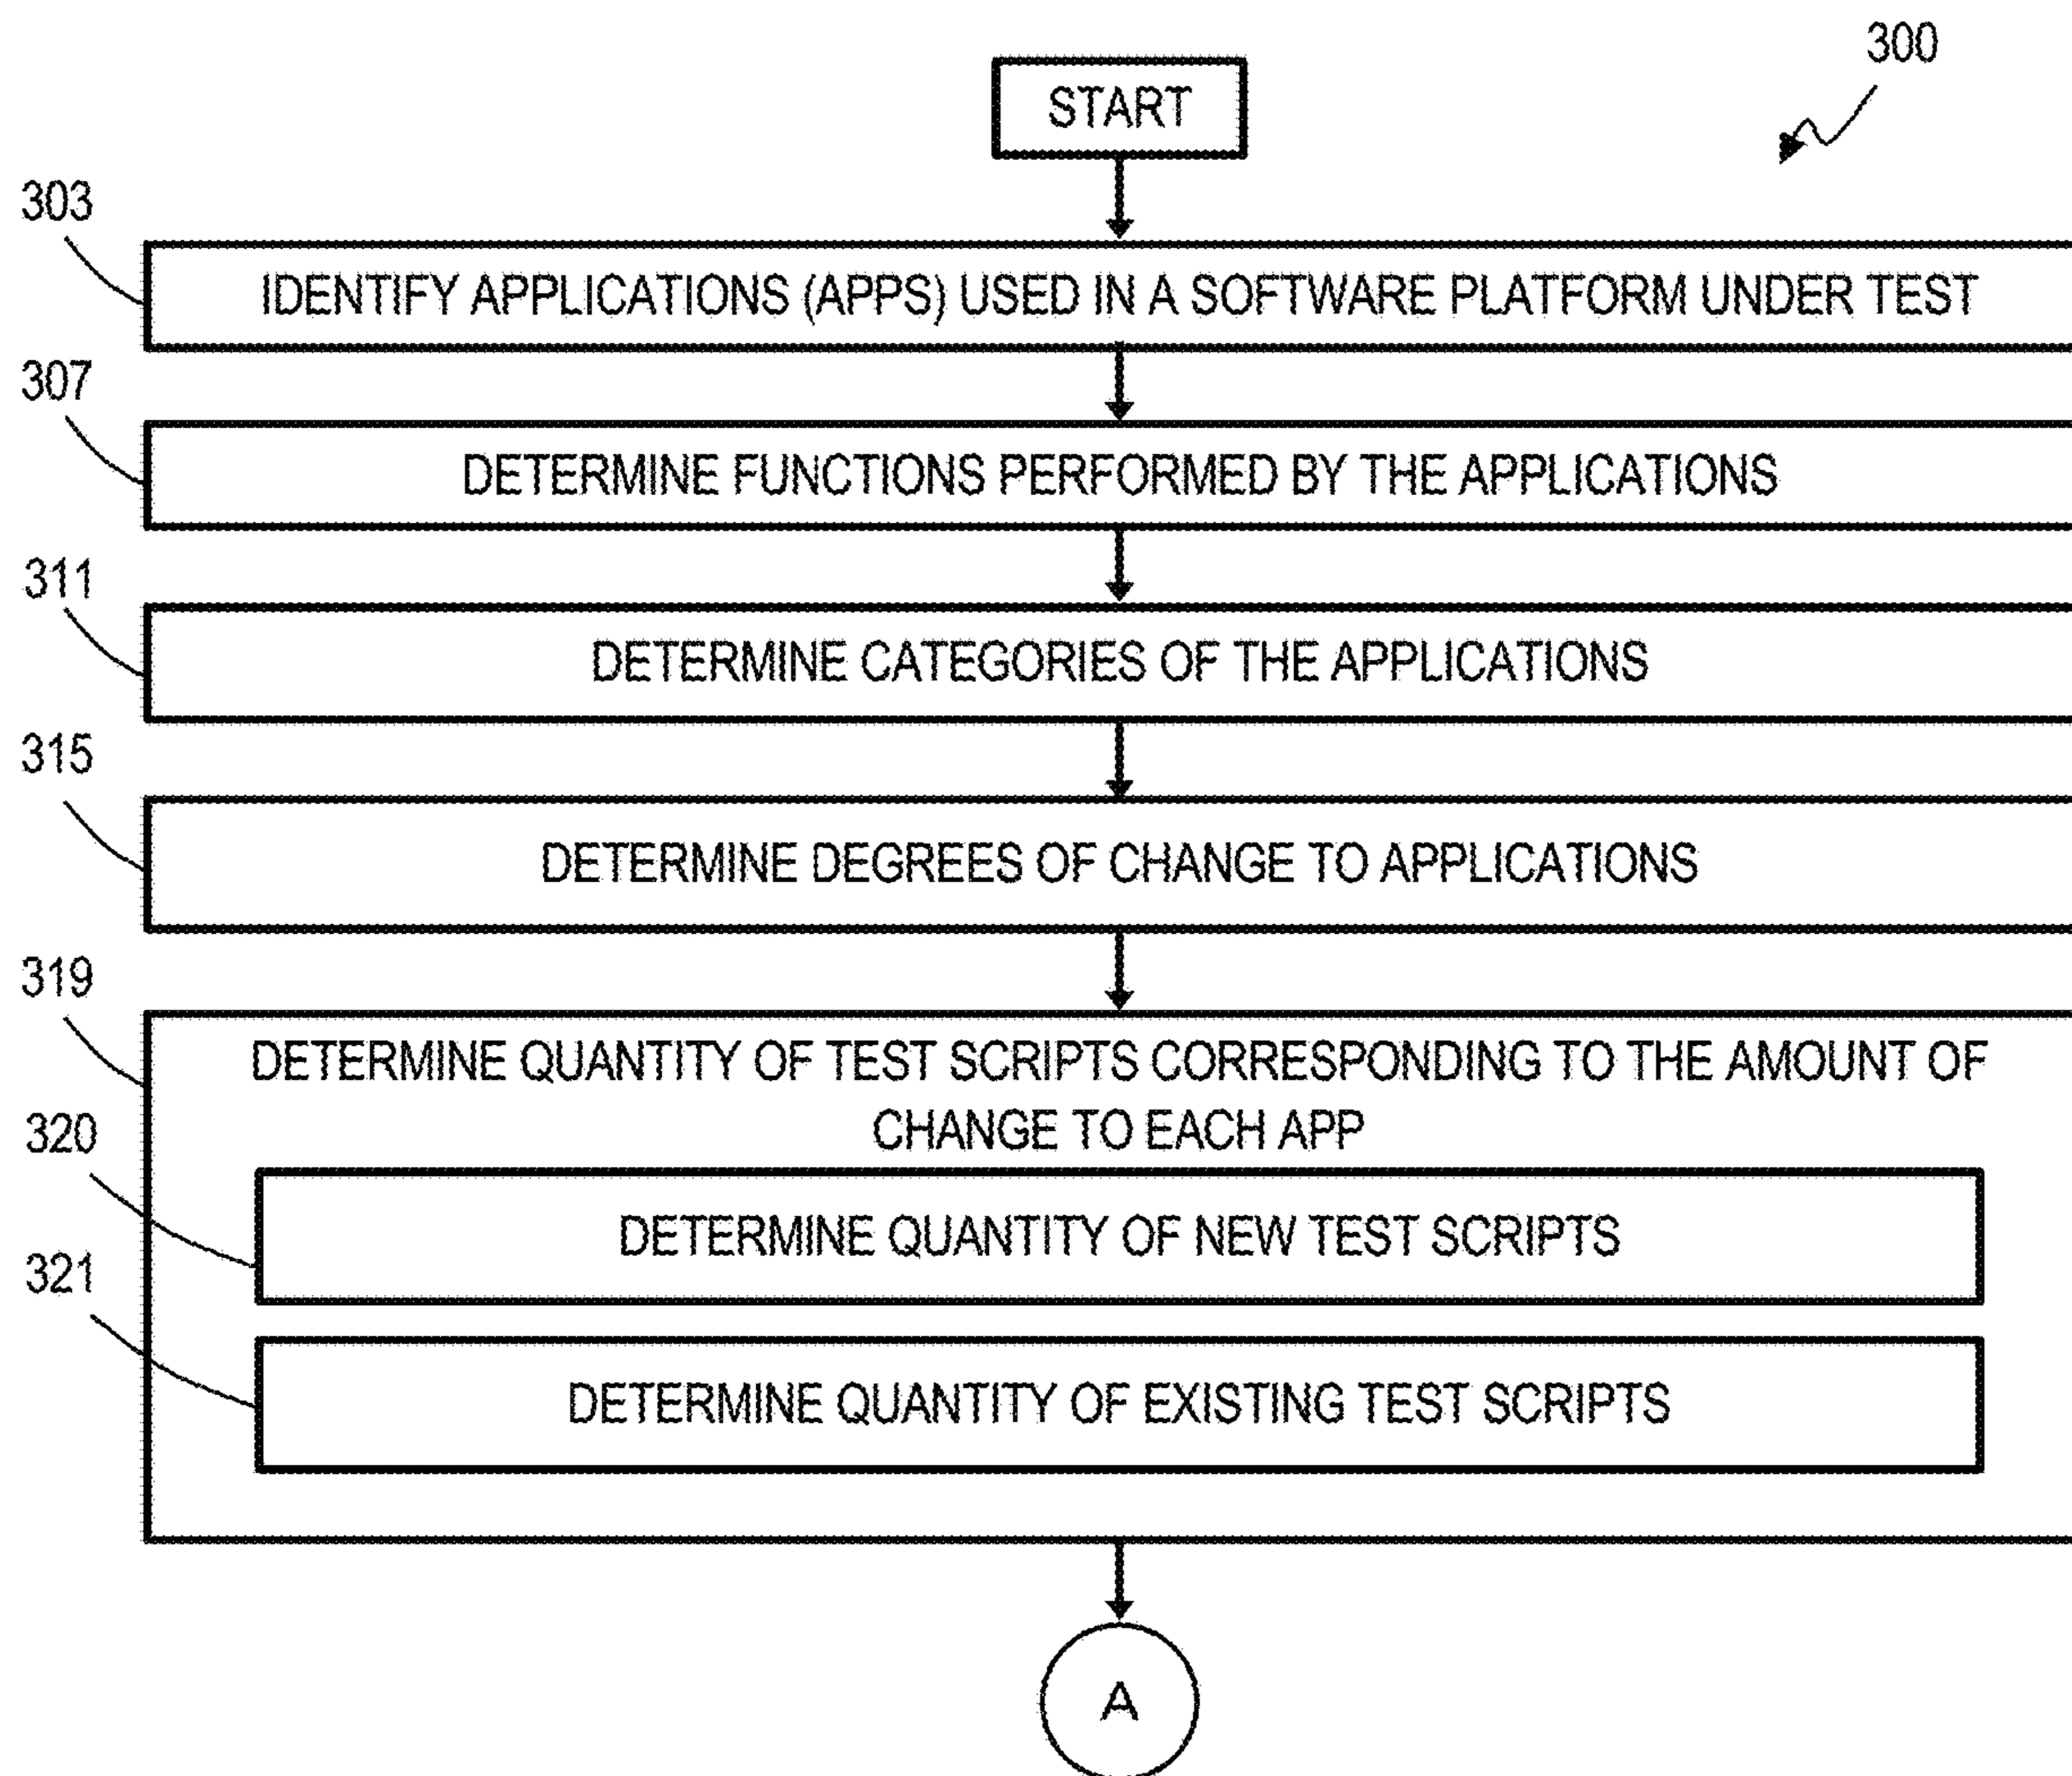 300
START
303
IDENTIFY APPLICATIONS (APPS) USED IN A SOFTWARE PLATFORM UNDER TEST
307
DETERMINE FUNCTIONS PERFORMED BY THE APPLICATIONS
311
DETERMINE CATEGORIES OF THE APPLICATIONS
315
DETERMINE DEGREES OF CHANGE TO APPLICATIONS
319
DETERMINE QUANTITY OF TEST SCRIPTS CORRESPONDING TO THE AMOUNT OF
CHANGE TO EACH APP
320
DETERMINE QUANTITY OF NEW TEST SCRIPTS
321
DETERMINE QUANTITY OF EXISTING TEST SCRIPTS
A